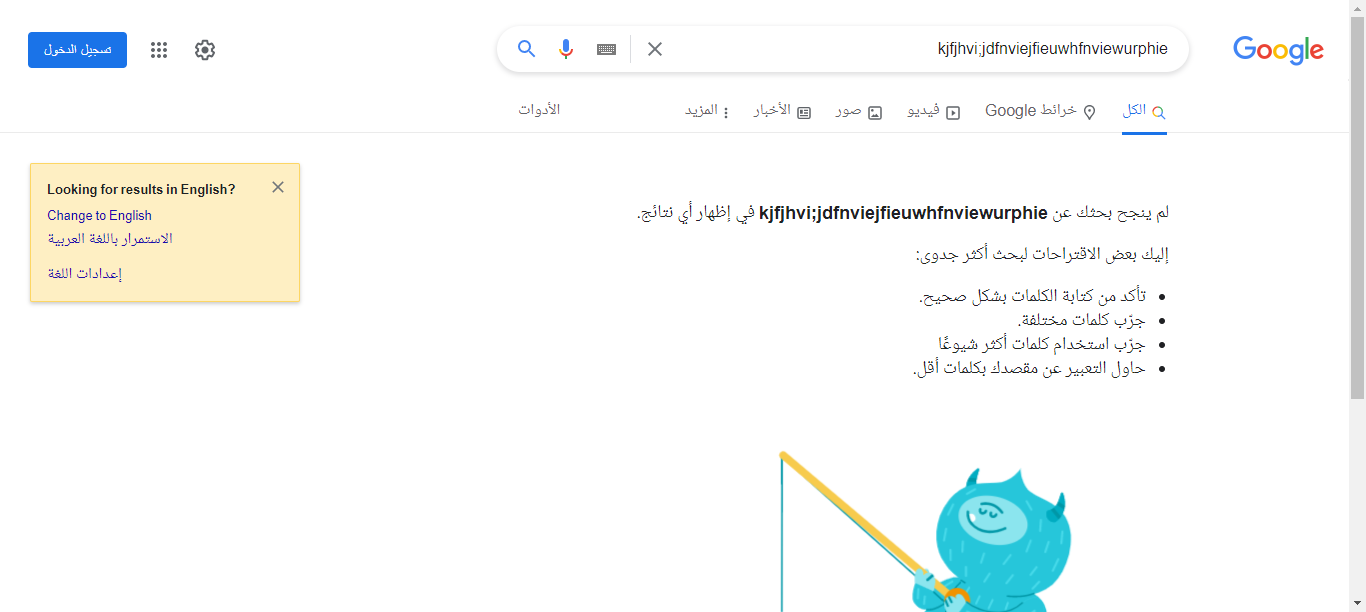 Google
kjfjhvi;jdfnviejfieuwhfnviewurphie
تسجيل الدخول
الكل
خرائط Google
فيديو
صور
الأخبار
المزيد
الأدوات
Looking for results in English?
Change to English
الاستمرار باللغة العربية
إعدادات اللغة
لم ينجح بحثك عن kjfjhvi;jdfnviejfieuwhfnviewurphie في إظهار أي نتائج.
إليك بعض الاقتراحات لبحث أكثر جدوى:
تأكد من كتابة الكلمات بشكل صحيح.
جرّب كلمات مختلفة.
جرّب استخدام كلمات أكثر شيوعًا
حاول التعبير عن مقصدك بكلمات أقل.